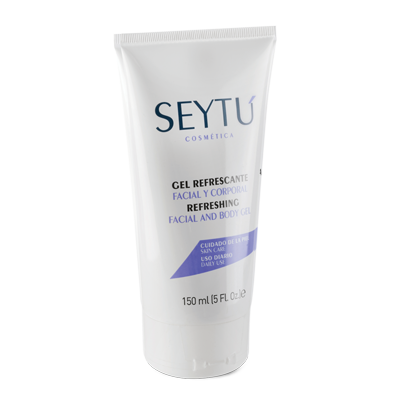 SEYTÚ
COSMÉTICA
GEL REFRESCANTE
FACIAL Y CORPORAL
REFRESHING
FACIAL AND BODY GEL
CUIDADO DE LA PIEL
SKIN CARE
USO DIARIO
DAILY USE
150 ml [5 FL Oz.] e